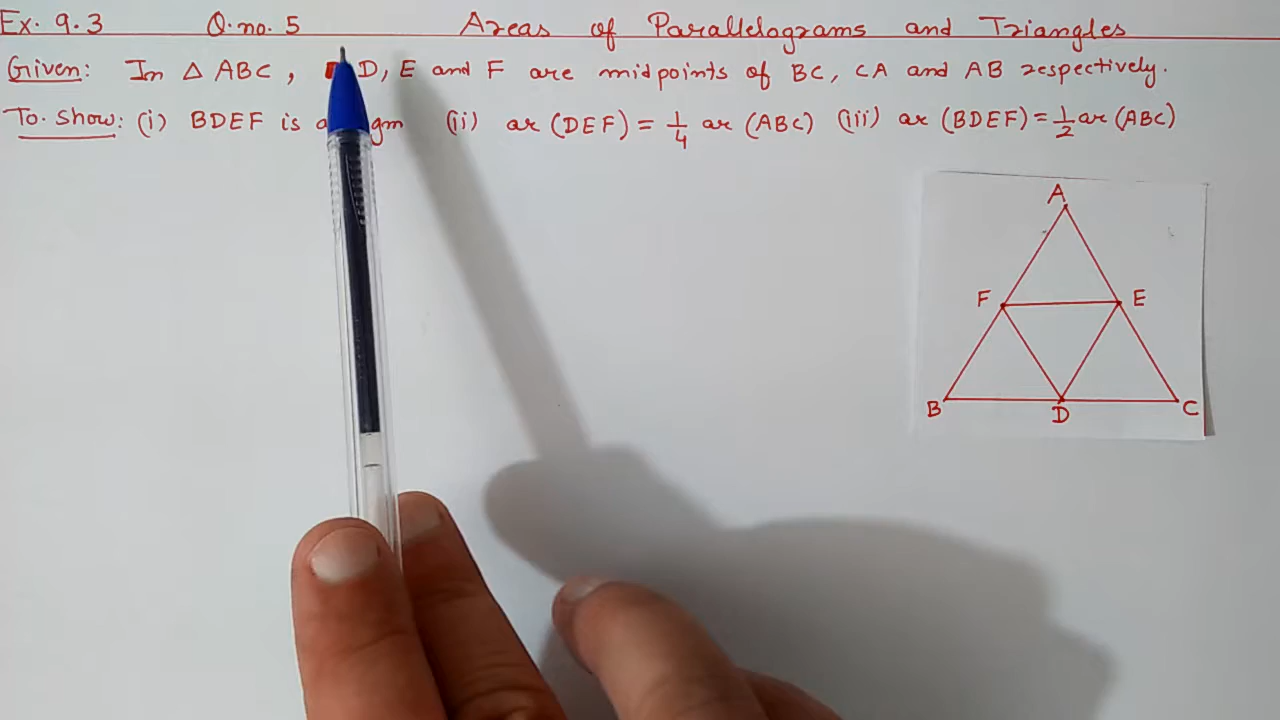 Ex. 9.3 Q.no. 5 Areas of Parallelograms and Triangles
Given: In △ ABC, D, E and F are midpoints of BC, CA and AB respectively.
To Show: (i) BDEF is a gm (ii) ar (DEF) = 1/4 ar (ABC) (iii) ar (BDEF) = 1/2 ar (ABC)
A
F E
B D C